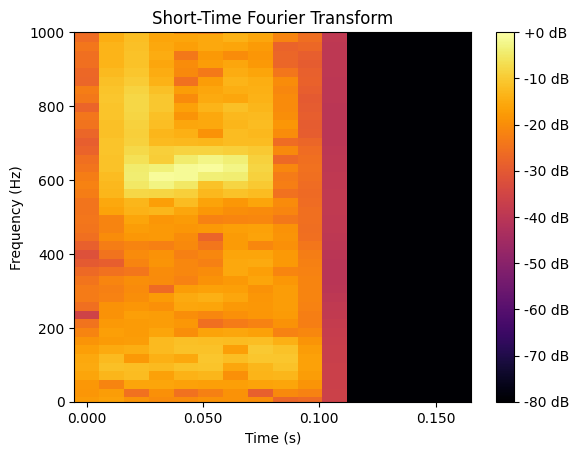 Short-Time Fourier Transform
1000
800
600
400
200
0
Frequency (Hz)
0.000
0.050
0.100
0.150
Time (s)
+0 dB
-10 dB
-20 dB
-30 dB
-40 dB
-50 dB
-60 dB
-70 dB
-80 dB